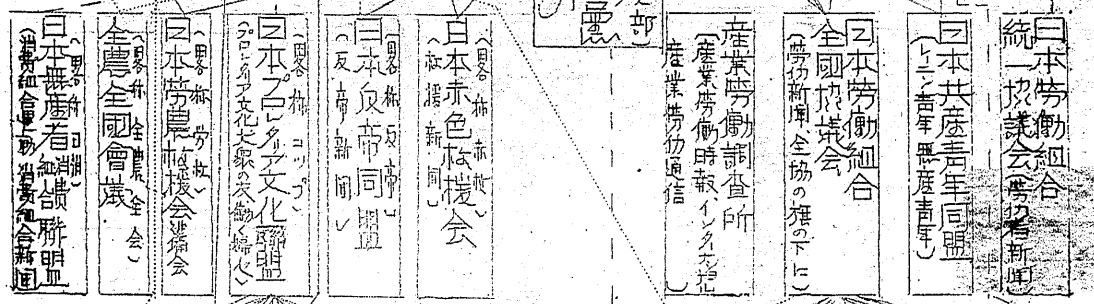 日本労働組合
統一協議会(労働者新聞)
日本共産青年同盟
(レーニン青年 無産青年)
日本労働組合
全国協議会
(労働新聞、全協の旗の下に)
産業労働調査所
産業労働時報、インタナショナル
産業労働通信
日本赤色救援会
(略称 赤救)
(救援新聞)
(略称 反帝)
日本反帝同盟
(反帝新聞)
(略称 コップ)
日本プロレタリア文化聯盟
(プロレタリア文化大衆の友働く婦人)
(略称 労救)
日本労農救援会準備会
(略称 全農全会)
全農全國會議
(略称 日消)
日本無産者消費組合聯盟
(消費組合運動 消費組合新聞)